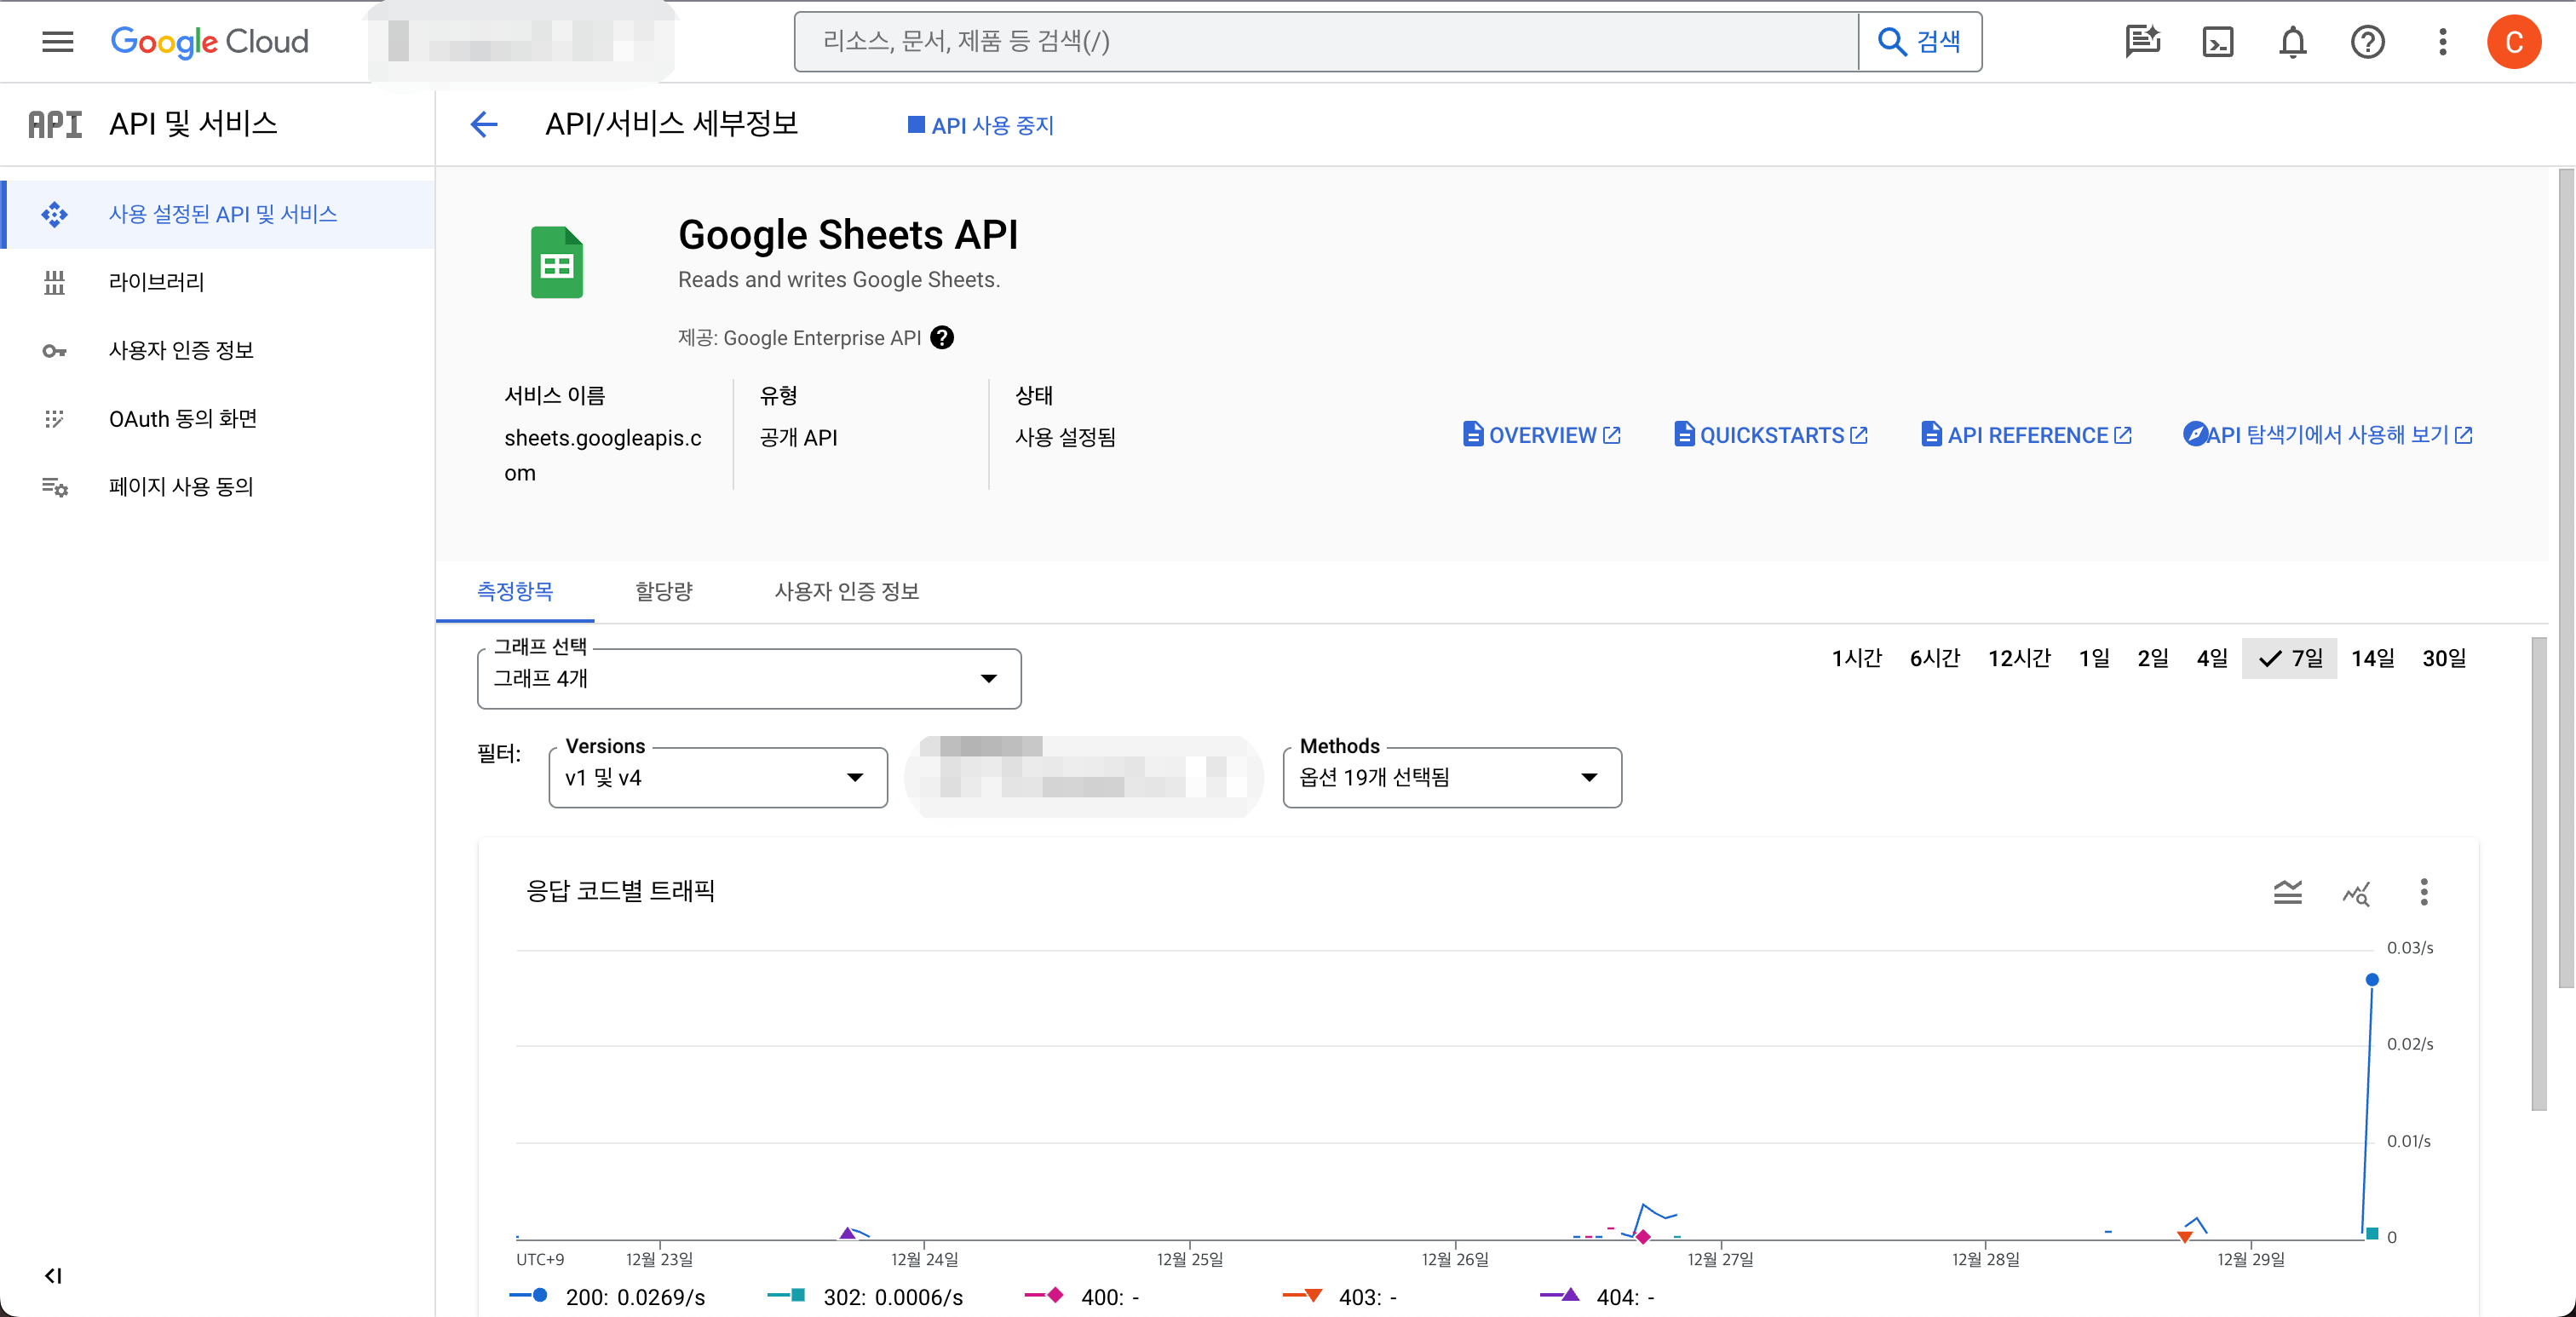 Google Cloud
리소스, 문서, 제품 등 검색(/)
검색
C
API
API 및 서비스
API/서비스 세부정보
API 사용 중지
사용 설정된 API 및 서비스
라이브러리
사용자 인증 정보
OAuth 동의 화면
페이지 사용 동의
Google Sheets API
Reads and writes Google Sheets.
제공: Google Enterprise API
서비스 이름
sheets.googleapis.c
om
유형
공개 API
상태
사용 설정됨
OVERVIEW
QUICKSTARTS
API REFERENCE
API 탐색기에서 사용해 보기
측정항목
할당량
사용자 인증 정보
그래프 선택
그래프 4개
1시간
6시간
12시간
1일
2일
4일
7일
14일
30일
필터:
Versions
v1 및 v4
Methods
옵션 19개 선택됨
응답 코드별 트래픽
0.03/s
0.02/s
0.01/s
0
UTC+9
12월 23일
12월 24일
12월 25일
12월 26일
12월 27일
12월 28일
12월 29일
200: 0.0269/s
302: 0.0006/s
400: -
403: -
404: -